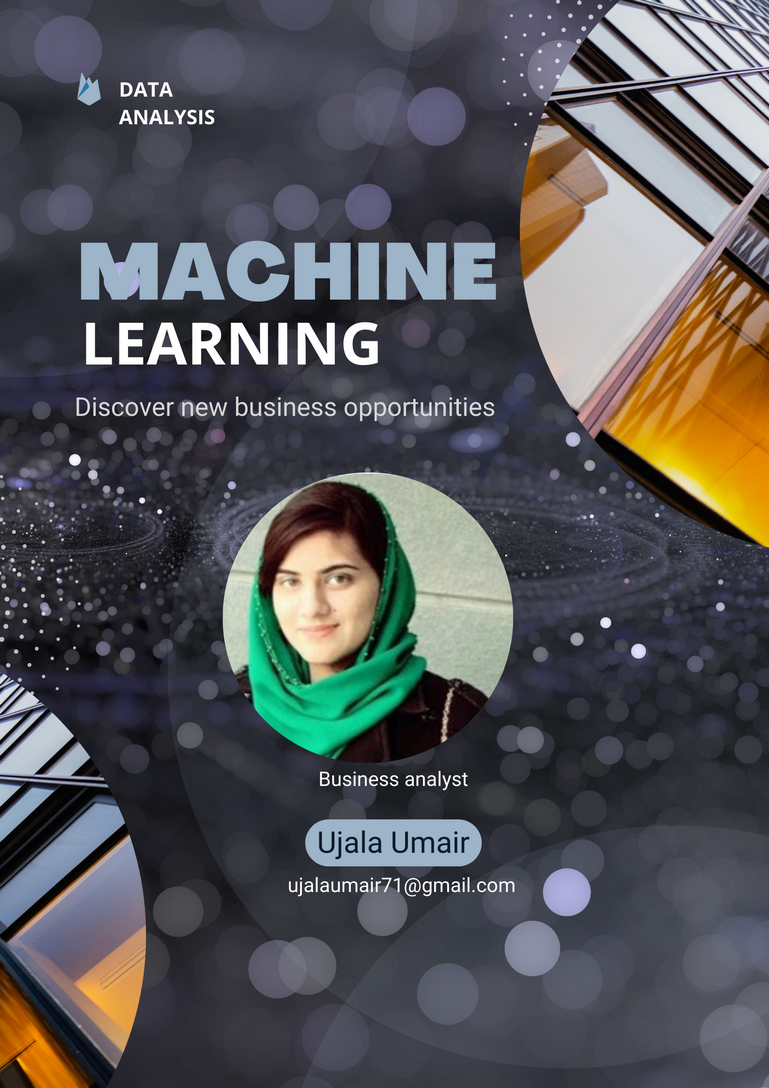 DATA
ANALYSIS
MACHINE
LEARNING
Discover new business opportunities
Business analyst
Ujala Umair
ujalaumair71@gmail.com